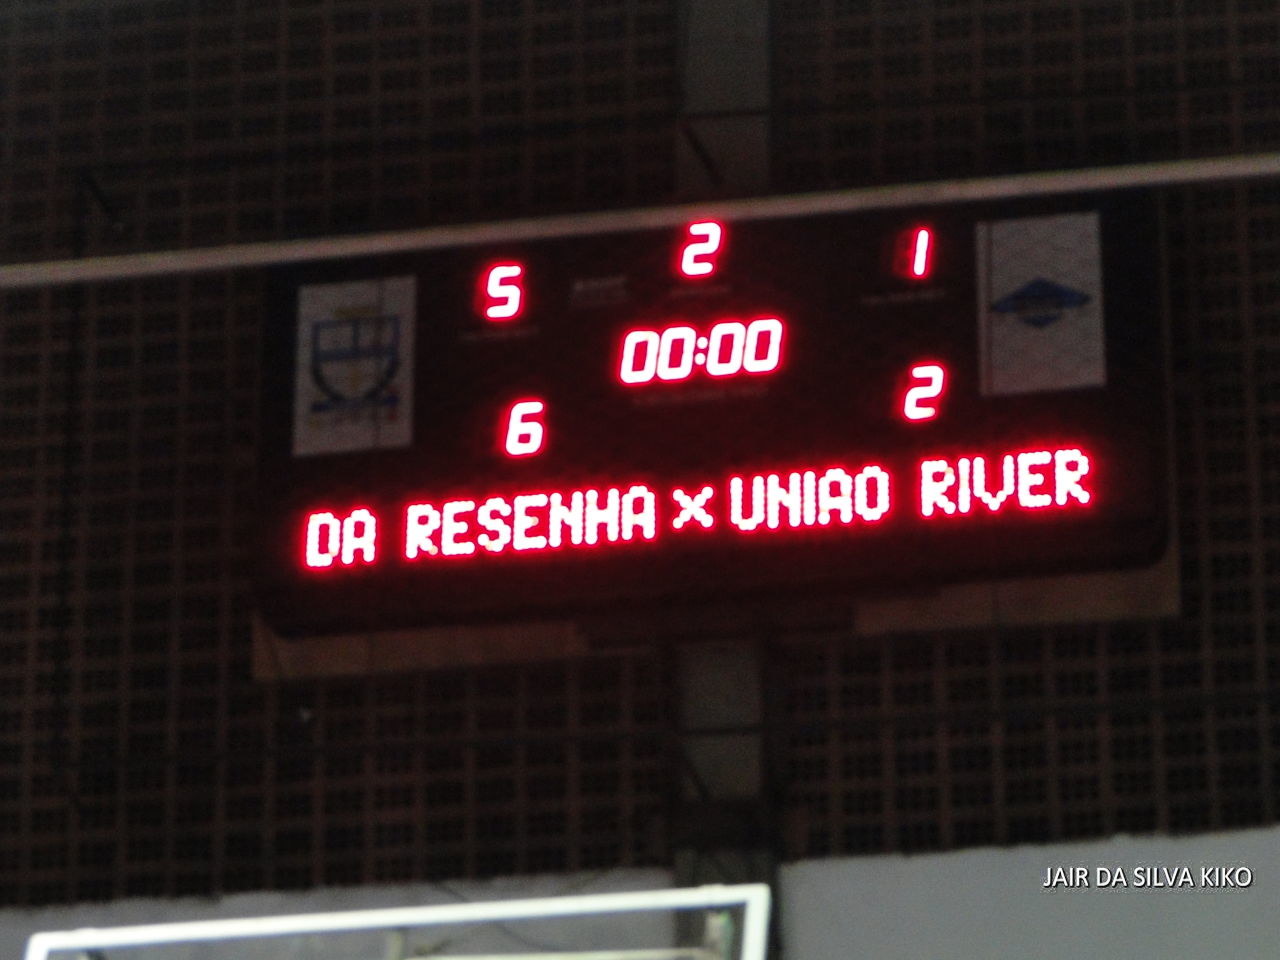 5 2 1
00:00
6 2
DA RESENHA X UNIAO RIVER
JAIR DA SILVA KIKO